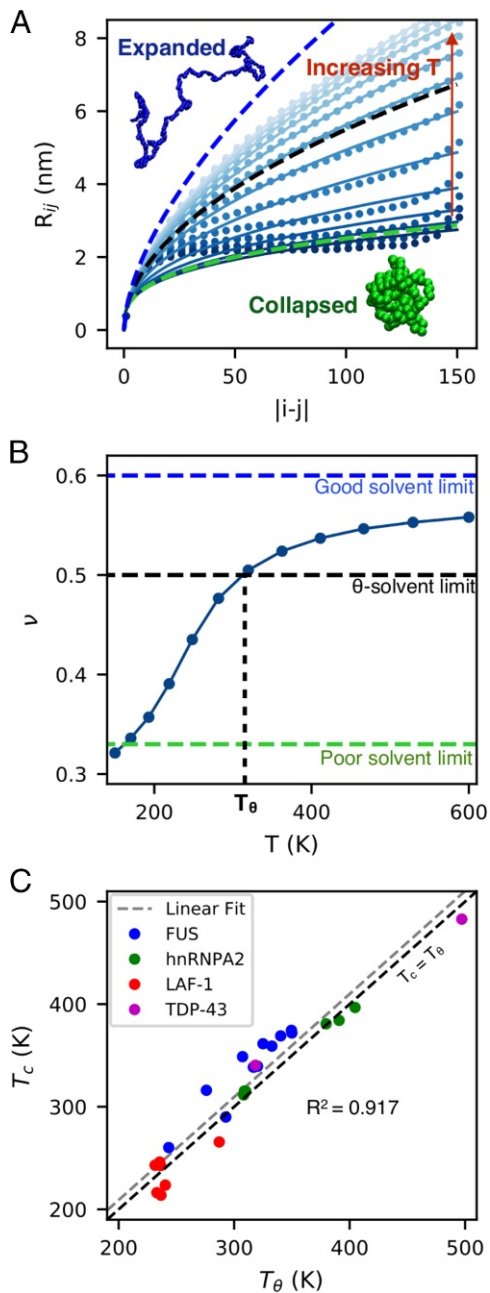 A
Expanded
Increasing T
Collapsed
R_ij (nm)
8
6
4
2
0
0 50 100 150
|i-j|
B
0.6
0.5
0.4
0.3
ν
Good solvent limit
θ-solvent limit
Poor solvent limit
200 400 600
T_θ
T (K)
C
500
400
300
200
T_c (K)
Linear Fit
FUS
hnRNPA2
LAF-1
TDP-43
T_c = T_θ
R² = 0.917
200 300 400 500
T_θ (K)